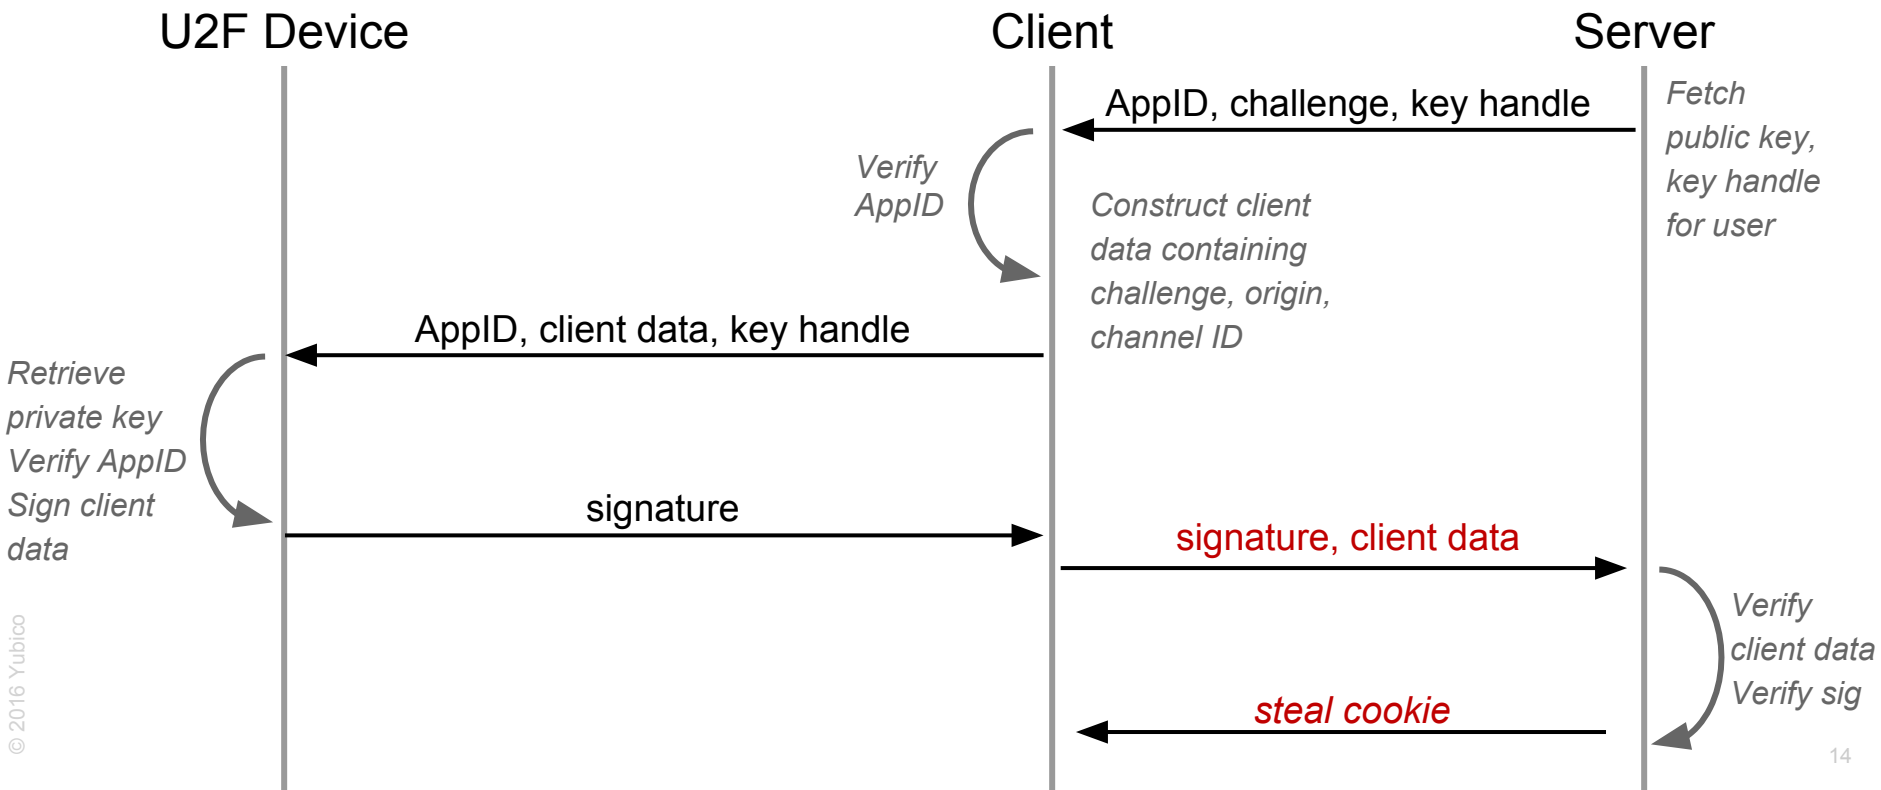 U2F Device
Client
Server
AppID, challenge, key handle
Fetch
public key,
key handle
for user
Verify
AppID
Construct client
data containing
challenge, origin,
channel ID
AppID, client data, key handle
Retrieve
private key
Verify AppID
Sign client
data
signature
signature, client data
Verify
client data
Verify sig
steal cookie
© 2016 Yubico
14